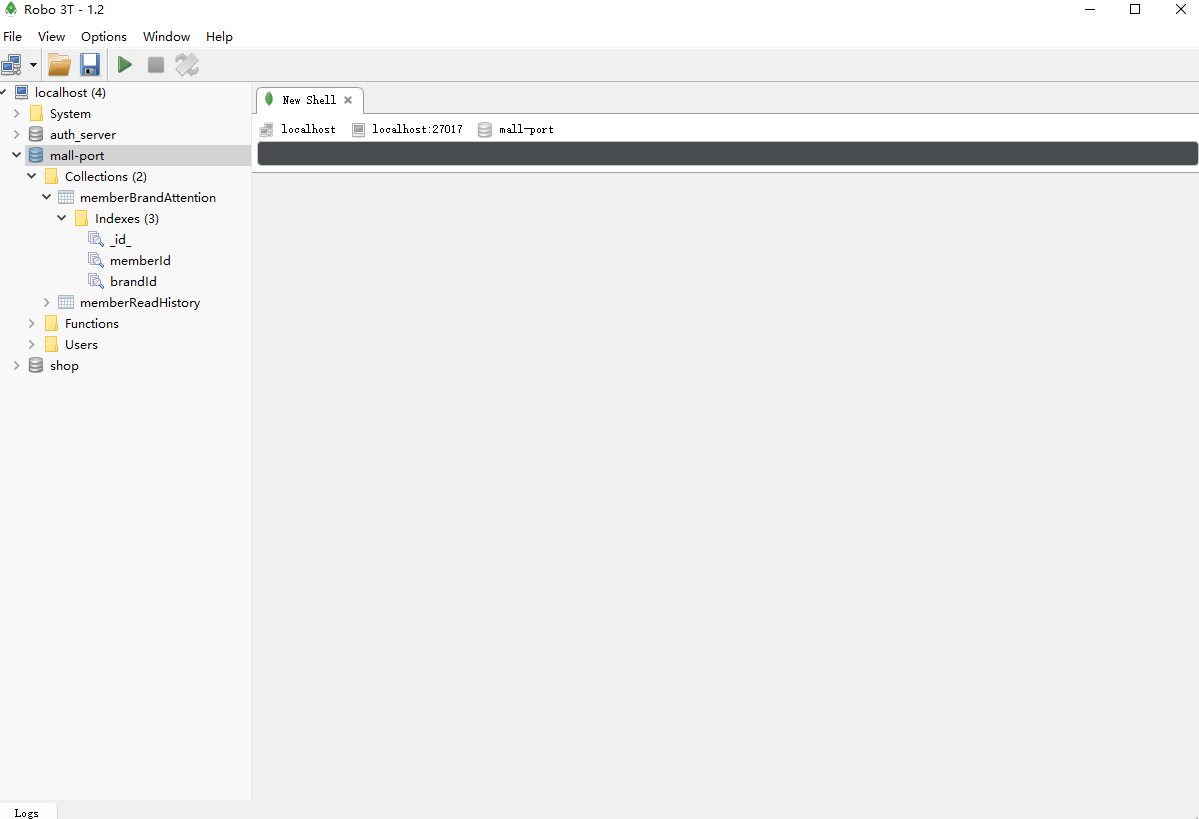 Robo 3T - 1.2
File View Options Window Help
localhost (4)
System
auth_server
mall-port
Collections (2)
memberBrandAttention
Indexes (3)
_id_
memberId
brandId
memberReadHistory
Functions
Users
shop
New Shell
localhost localhost:27017 mall-port
Logs